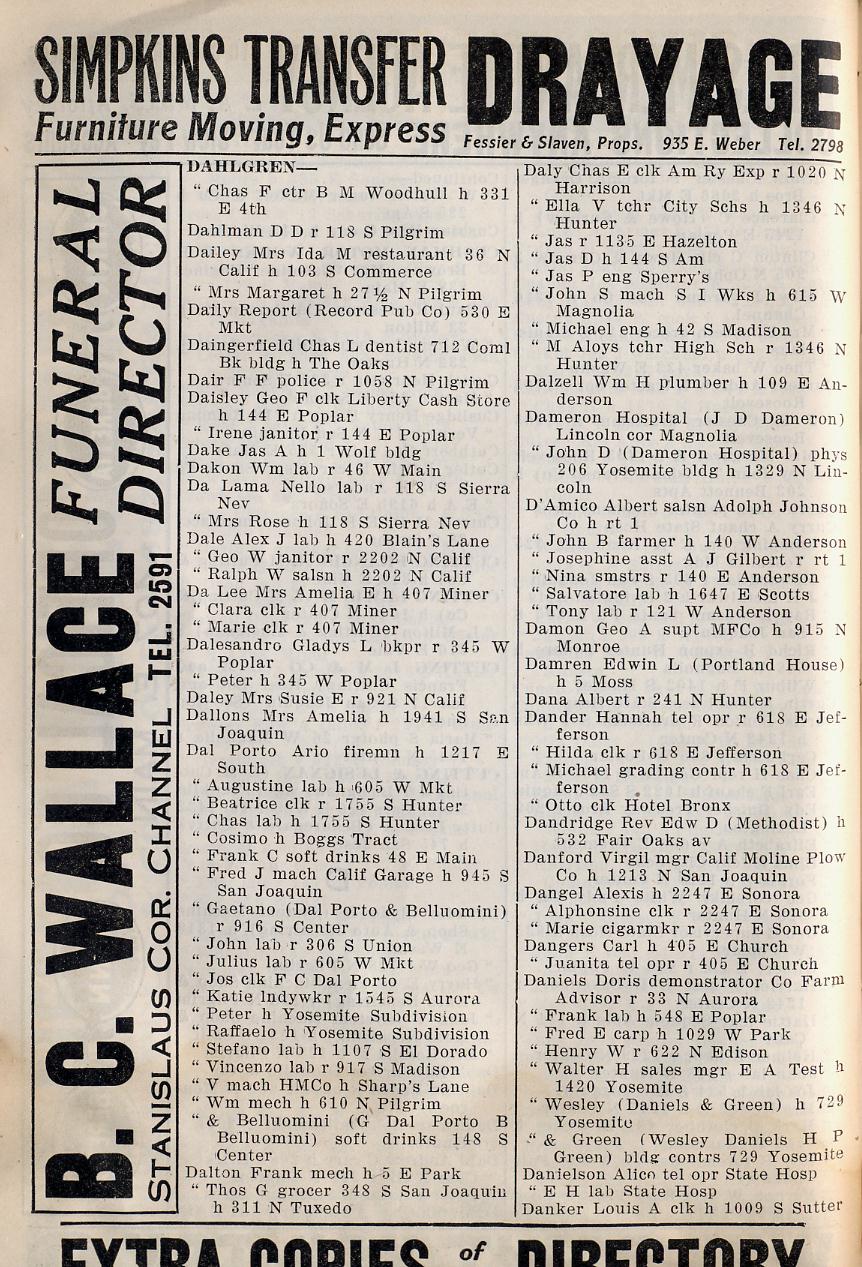 SIMPKINS TRANSFER
Furniture Moving, Express
DRAYAGE
Fessier & Slaven, Props. 935 E. Weber Tel. 2798
B. C. WALLACE FUNERAL DIRECTOR
STANISLAUS COR. CHANNEL TEL. 2591
DAHLGREN—
“ Chas F ctr B M Woodhull h 331
E 4th
Dahlman D D r 118 S Pilgrim
Dailey Mrs Ida M restaurant 36 N
Calif h 103 S Commerce
“ Mrs Margaret h 27½ N Pilgrim
Daily Report (Record Pub Co) 530 E
Mkt
Daingerfield Chas L dentist 712 Coml
Bk bldg h The Oaks
Dair F F police r 1058 N Pilgrim
Daisley Geo F clk Liberty Cash Store
h 144 E Poplar
“ Irene janitor r 144 E Poplar
Dake Jas A h 1 Wolf bldg
Dakon Wm lab r 46 W Main
Da Lama Nello lab r 118 S Sierra
Nev
“ Mrs Rose h 118 S Sierra Nev
Dale Alex J lab h 420 Blain's Lane
“ Geo W janitor r 2202 N Calif
“ Ralph W salsn h 2202 N Calif
Da Lee Mrs Amelia E h 407 Miner
“ Clara clk r 407 Miner
“ Marie clk r 407 Miner
Dalesandro Gladys L bkpr r 345 W
Poplar
“ Peter h 345 W Poplar
Daley Mrs Susie E r 921 N Calif
Dallons Mrs Amelia h 1941 S San
Joaquin
Dal Porto Ario firemn h 1217 E
South
“ Augustine lab h 605 W Mkt
“ Beatrice clk r 1755 S Hunter
“ Chas lab h 1755 S Hunter
“ Cosimo h Boggs Tract
“ Frank C soft drinks 48 E Main
“ Fred J mach Calif Garage h 945 S
San Joaquin
“ Gaetano (Dal Porto & Belluomini)
r 916 S Center
“ John lab r 306 S Union
“ Julius lab r 605 W Mkt
“ Jos clk F C Dal Porto
“ Katie lndywkr r 1545 S Aurora
“ Peter h Yosemite Subdivision
“ Raffaelo h Yosemite Subdivision
“ Stefano lab h 1107 S El Dorado
“ Vincenzo lab r 917 S Madison
“ V mach HMCo h Sharp's Lane
“ Wm mech h 610 N Pilgrim
“ & Belluomini (G Dal Porto B
Belluomini) soft drinks 148 S
Center
Dalton Frank mech h 5 E Park
“ Thos G grocer 348 S San Joaquin
h 311 N Tuxedo
Daly Chas E clk Am Ry Exp r 1020 N
Harrison
“ Ella V tchr City Schs h 1346 N
Hunter
“ Jas r 1135 E Hazelton
“ Jas D h 144 S Am
“ Jas P eng Sperry's
“ John S mach S I Wks h 615 W
Magnolia
“ Michael eng h 42 S Madison
“ M Aloys tchr High Sch r 1346 N
Hunter
Dalzell Wm H plumber h 109 E An-
derson
Dameron Hospital (J D Dameron)
Lincoln cor Magnolia
“ John D (Dameron Hospital) phys
206 Yosemite bldg h 1329 N Lin-
coln
D'Amico Albert salsn Adolph Johnson
Co h rt 1
“ John B farmer h 140 W Anderson
“ Josephine asst A J Gilbert r rt 1
“ Nina smstrs r 140 E Anderson
“ Salvatore lab h 1647 E Scotts
“ Tony lab r 121 W Anderson
Damon Geo A supt MFCo h 915 N
Monroe
Damren Edwin L (Portland House)
h 5 Moss
Dana Albert r 241 N Hunter
Dander Hannah tel opr r 618 E Jef-
ferson
“ Hilda clk r 618 E Jefferson
“ Michael grading contr h 618 E Jef-
ferson
“ Otto clk Hotel Bronx
Dandridge Rev Edw D (Methodist) h
532 Fair Oaks av
Danford Virgil mgr Calif Moline Plow
Co h 1213 N San Joaquin
Dangel Alexis h 2247 E Sonora
“ Alphonsine clk r 2247 E Sonora
“ Marie cigarmkr r 2247 E Sonora
Dangers Carl h 405 E Church
“ Juanita tel opr r 405 E Church
Daniels Doris demonstrator Co Farm
Advisor r 33 N Aurora
“ Frank lab h 548 E Poplar
“ Fred E carp h 1029 W Park
“ Henry W r 622 N Edison
“ Walter H sales mgr E A Test h
1420 Yosemite
“ Wesley (Daniels & Green) h 729
Yosemite
“ & Green (Wesley Daniels H P
Green) bldg contrs 729 Yosemite
Danielson Alice tel opr State Hosp
“ E H lab State Hosp
Danker Louis A clk h 1009 S Sutter
EXTRA COPIES of DIRECTORY